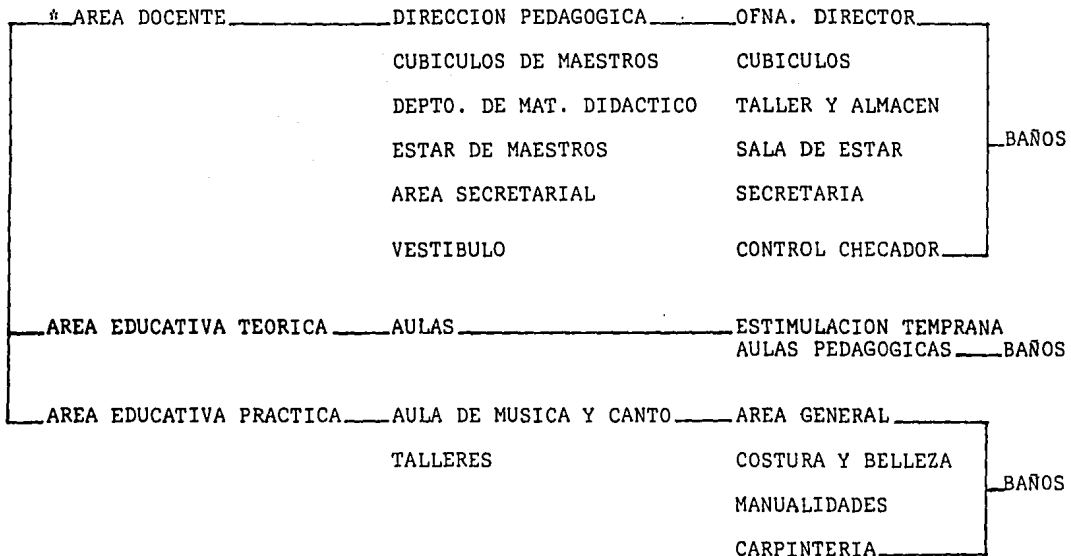 * AREA DOCENTE DIRECCION PEDAGOGICA OFNA. DIRECTOR
CUBICULOS DE MAESTROS CUBICULOS
DEPTO. DE MAT. DIDACTICO TALLER Y ALMACEN
BAÑOS
ESTAR DE MAESTROS SALA DE ESTAR
AREA SECRETARIAL SECRETARIA
VESTIBULO CONTROL CHECADOR
AREA EDUCATIVA TEORICA AULAS ESTIMULACION TEMPRANA
AULAS PEDAGOGICAS BAÑOS
AREA EDUCATIVA PRACTICA AULA DE MUSICA Y CANTO AREA GENERAL
TALLERES COSTURA Y BELLEZA
BAÑOS
MANUALIDADES
CARPINTERIA